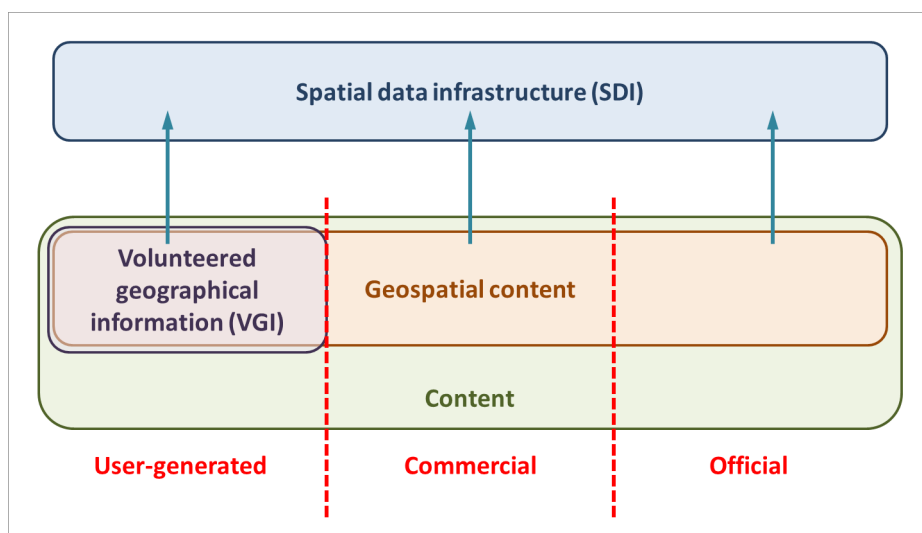 Spatial data infrastructure (SDI)
Volunteered
geographical
information (VGI)
Geospatial content
Content
User-generated
Commercial
Official